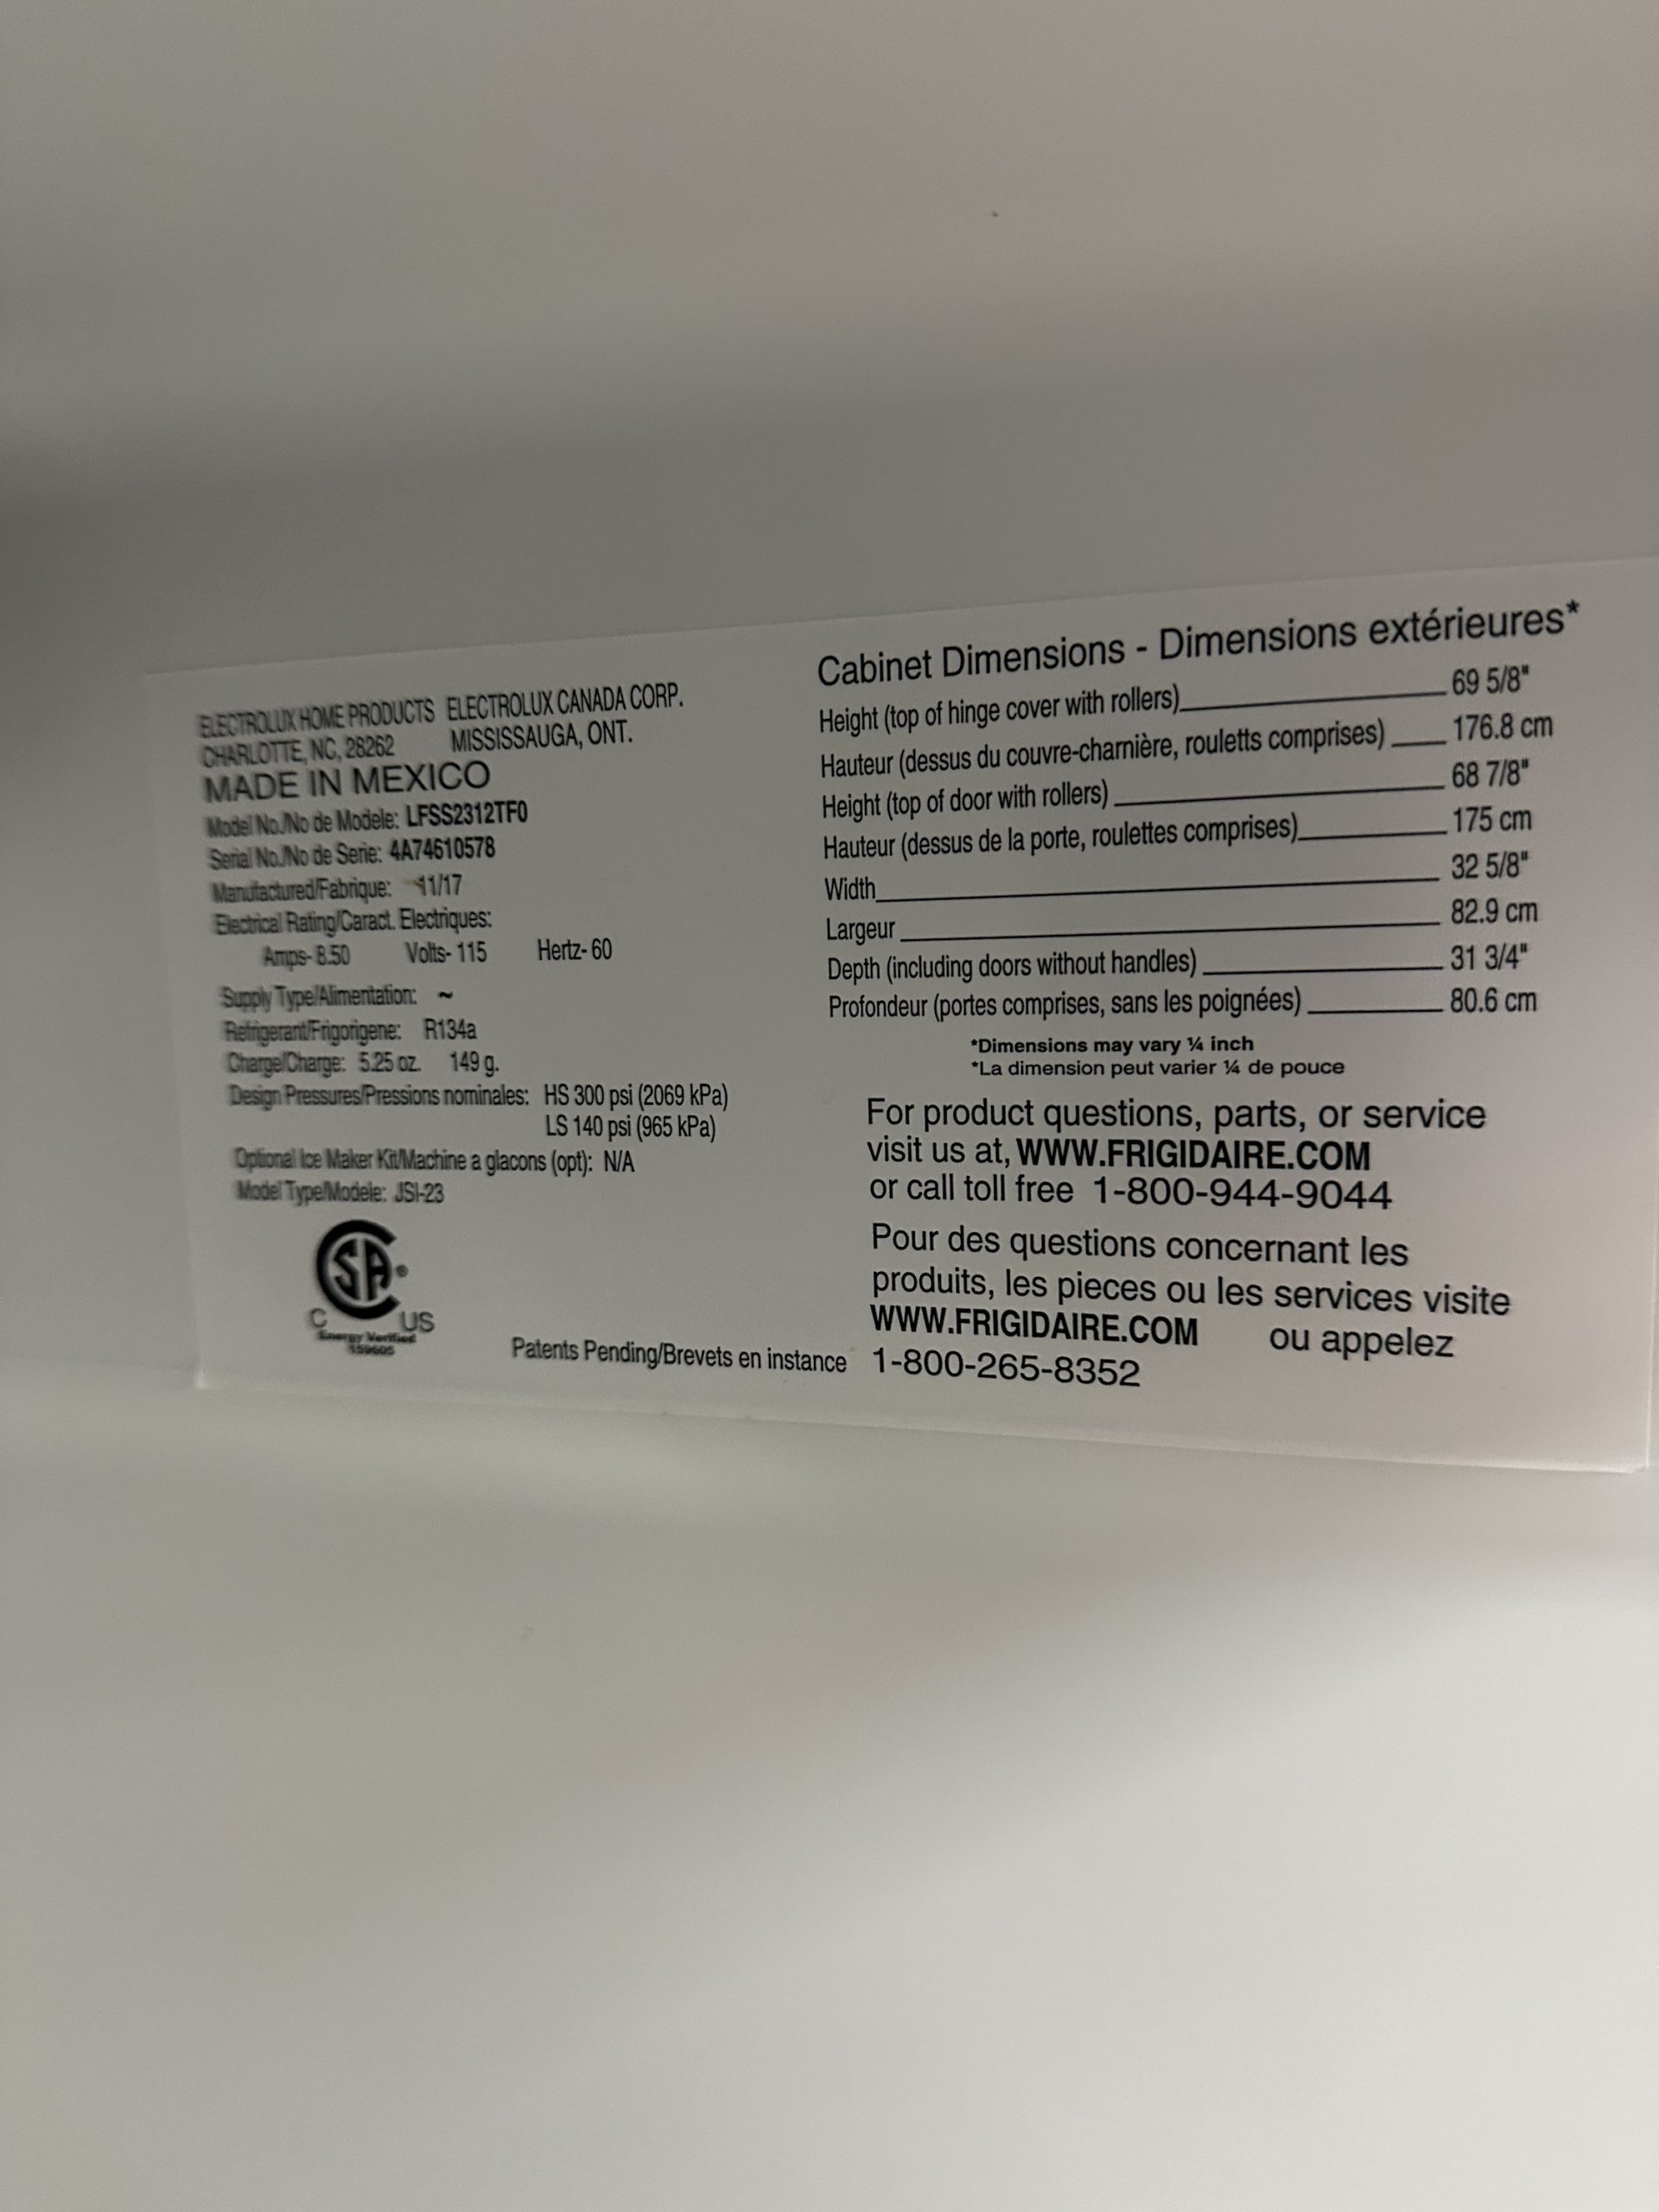 ELECTROLUX HOME PRODUCTS ELECTROLUX CANADA CORP.
CHARLOTTE, NC, 28262 MISSISSAUGA, ONT.
MADE IN MEXICO
Model No./No de Modele: LFSS2312TF0
Serial No./No de Serie: 4A74610578
Manufactured/Fabrique: 11/17
Electrical Rating/Caract. Electriques:
Amps- 8.50 Volts- 115 Hertz- 60
Supply Type/Alimentation: ~
Refrigerant/Frigorigene: R134a
Charge/Charge: 5.25 oz. 149 g.
Design Pressures/Pressions nominales: HS 300 psi (2069 kPa)
LS 140 psi (965 kPa)
Optional Ice Maker Kit/Machine a glacons (opt): N/A
Model Type/Modele: JSI-23
SA ®
C US
Energy Verified
159605
Patents Pending/Brevets en instance
Cabinet Dimensions - Dimensions extérieures*
Height (top of hinge cover with rollers) 69 5/8"
Hauteur (dessus du couvre-charnière, rouletts comprises) 176.8 cm
Height (top of door with rollers) 68 7/8"
Hauteur (dessus de la porte, roulettes comprises) 175 cm
Width 32 5/8"
Largeur 82.9 cm
Depth (including doors without handles) 31 3/4"
Profondeur (portes comprises, sans les poignées) 80.6 cm
*Dimensions may vary ¼ inch
*La dimension peut varier ¼ de pouce
For product questions, parts, or service
visit us at, WWW.FRIGIDAIRE.COM
or call toll free 1-800-944-9044
Pour des questions concernant les
produits, les pieces ou les services visite
WWW.FRIGIDAIRE.COM ou appelez
1-800-265-8352